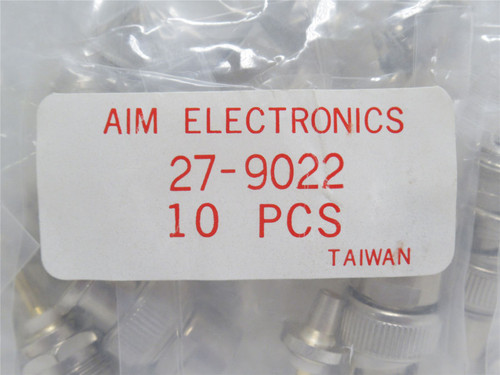 AIM ELECTRONICS
27-9022
10 PCS
TAIWAN